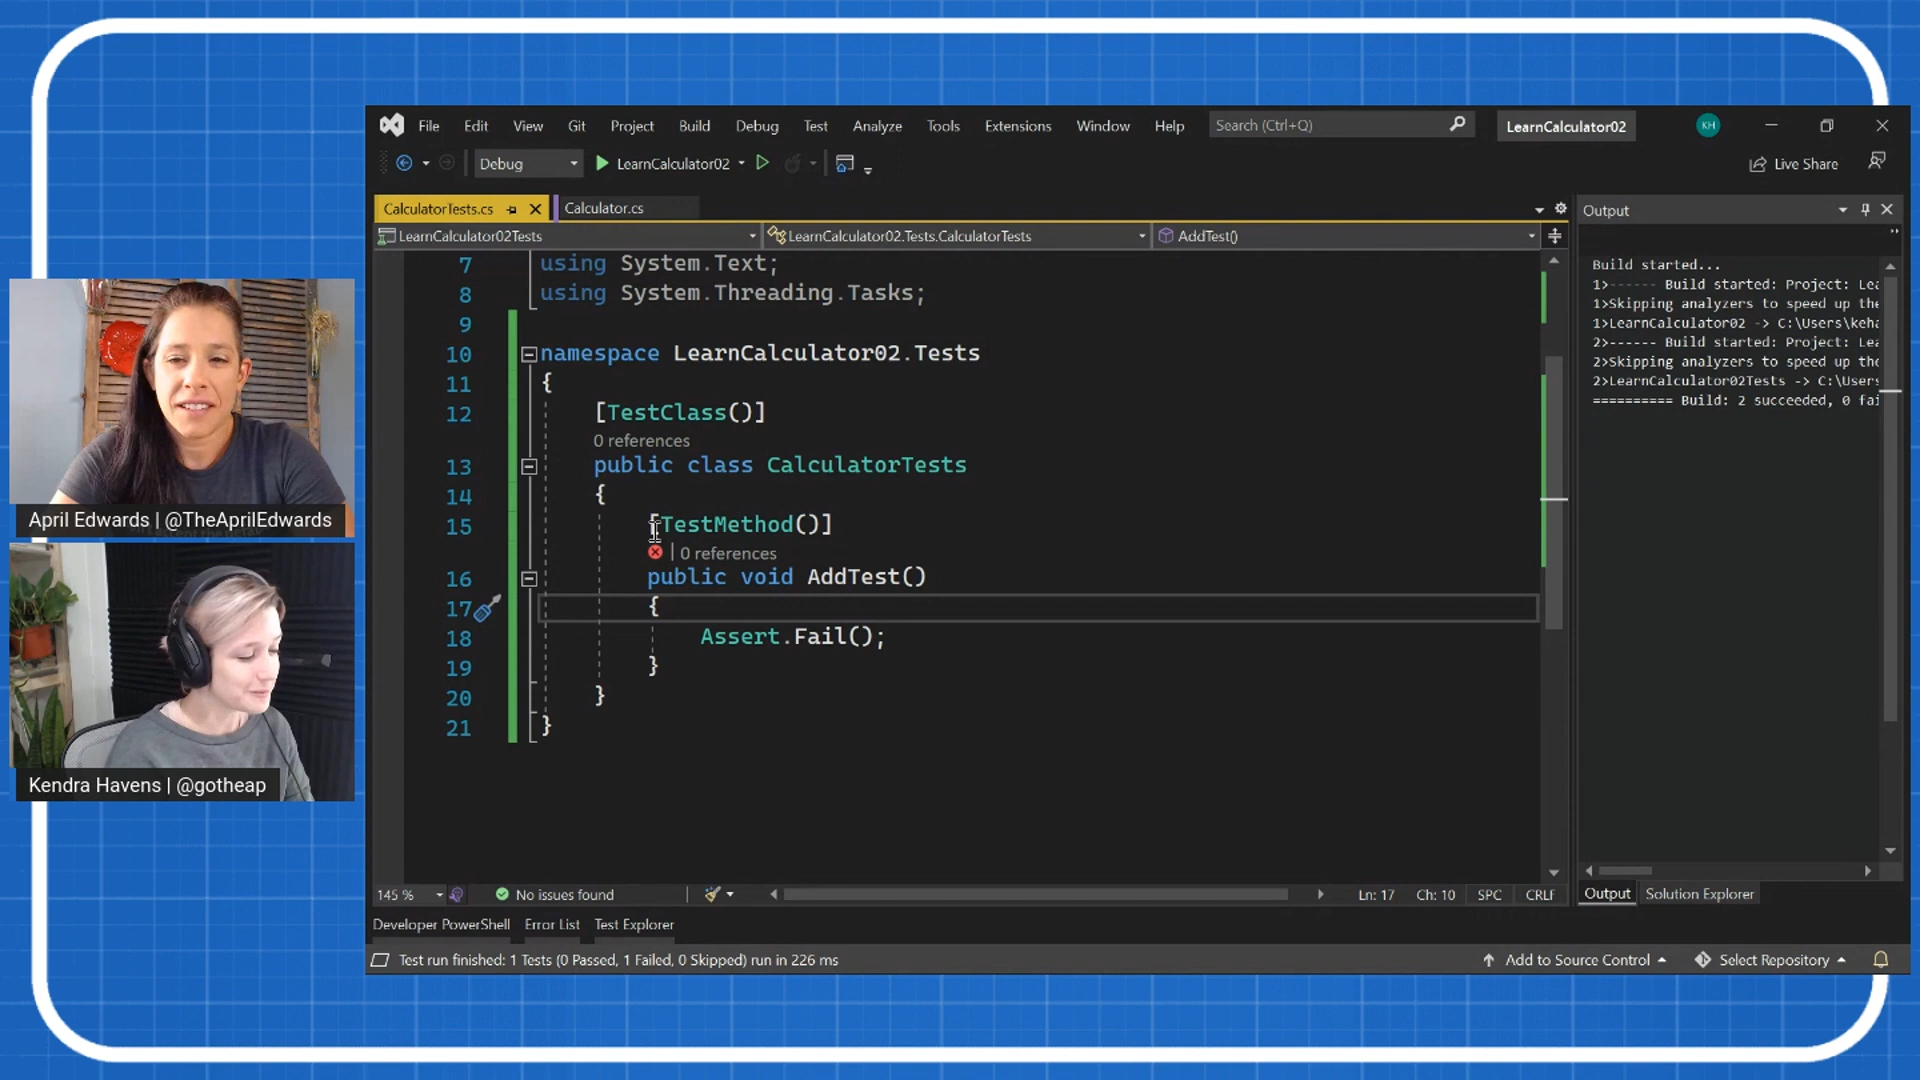 File Edit View Git Project Build Debug Test Analyze Tools Extensions Window Help Search (Ctrl+Q) LearnCalculator02 KH
Debug LearnCalculator02 Live Share
CalculatorTests.cs Calculator.cs
LearnCalculator02Tests LearnCalculator02.Tests.CalculatorTests AddTest()
7 using System.Text;
8 using System.Threading.Tasks;
9
10 namespace LearnCalculator02.Tests
11 {
12 [TestClass()]
0 references
13 public class CalculatorTests
14 {
15 [TestMethod()]
| 0 references
16 public void AddTest()
17 {
18 Assert.Fail();
19 }
20 }
21 }
145 % No issues found Ln: 17 Ch: 10 SPC CRLF
Developer PowerShell Error List Test Explorer
Test run finished: 1 Tests (0 Passed, 1 Failed, 0 Skipped) run in 226 ms Add to Source Control Select Repository
Output
Build started...
1>------ Build started: Project: Lea
1>Skipping analyzers to speed up the
1>LearnCalculator02 -> C:\Users\keha
2>------ Build started: Project: Lea
2>Skipping analyzers to speed up the
2>LearnCalculator02Tests -> C:\Users
========== Build: 2 succeeded, 0 fai
Output Solution Explorer
April Edwards | @TheAprilEdwards
Kendra Havens | @gotheap